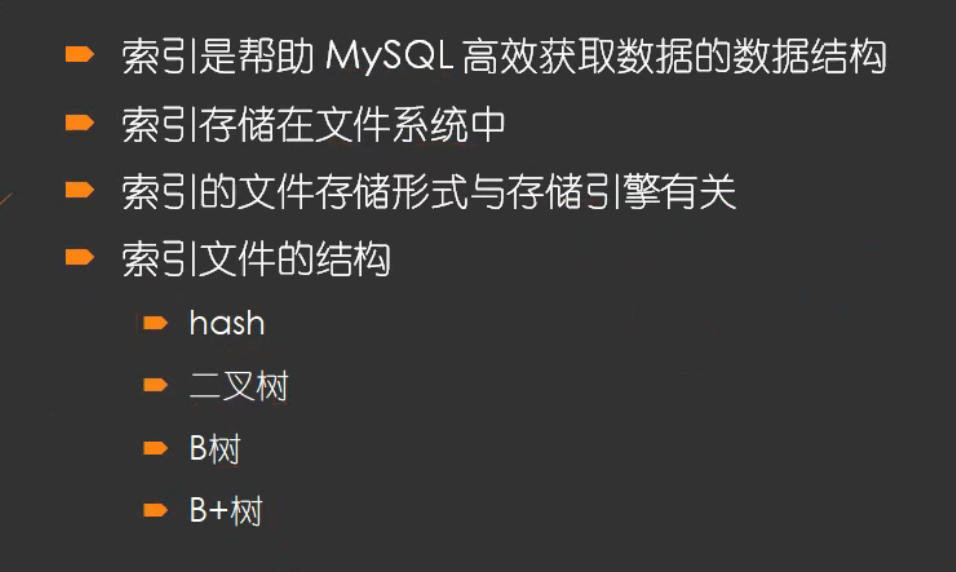 索引是帮助 MySQL 高效获取数据的数据结构
索引存储在文件系统中
索引的文件存储形式与存储引擎有关
索引文件的结构
hash
二叉树
B树
B+树